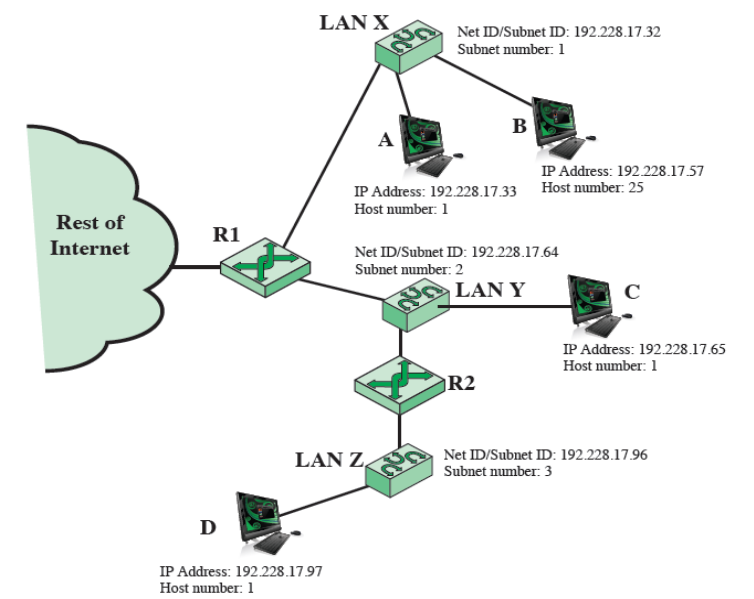 LAN X
Net ID/Subnet ID: 192.228.17.32
Subnet number: 1
A
B
IP Address: 192.228.17.57
Host number: 25
IP Address: 192.228.17.33
Host number: 1
Rest of
Internet
R1
Net ID/Subnet ID: 192.228.17.64
Subnet number: 2
LAN Y
C
IP Address: 192.228.17.65
Host number: 1
R2
LAN Z
Net ID/Subnet ID: 192.228.17.96
Subnet number: 3
D
IP Address: 192.228.17.97
Host number: 1